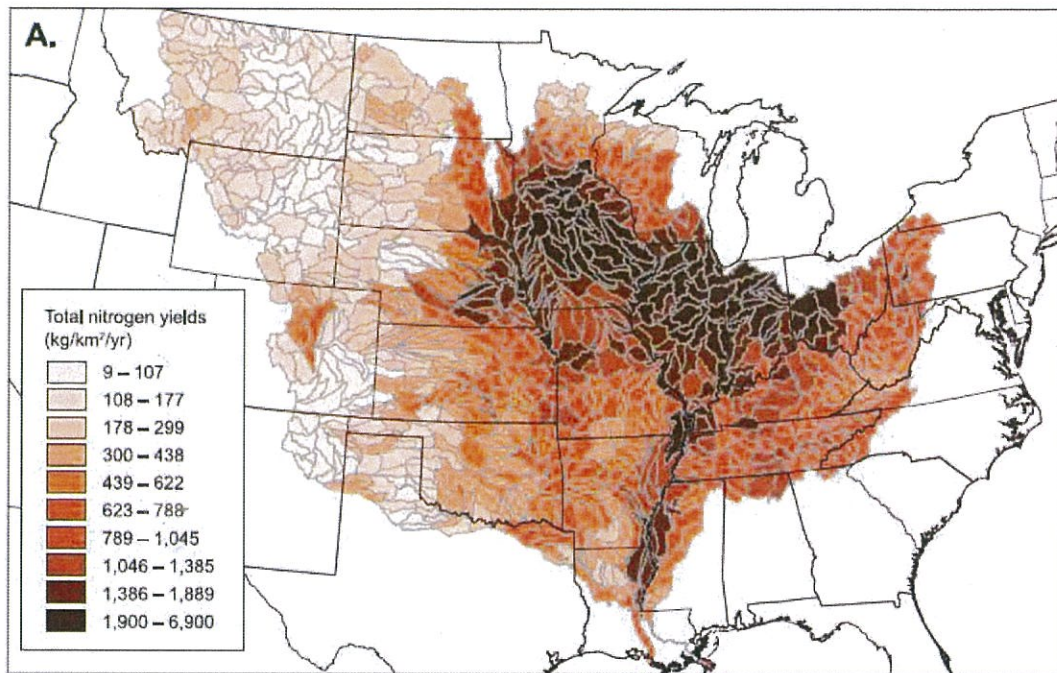 A.
Total nitrogen yields
(kg/km²/yr)
9 – 107
108 – 177
178 – 299
300 – 438
439 – 622
623 – 788
789 – 1,045
1,046 – 1,385
1,386 – 1,889
1,900 – 6,900